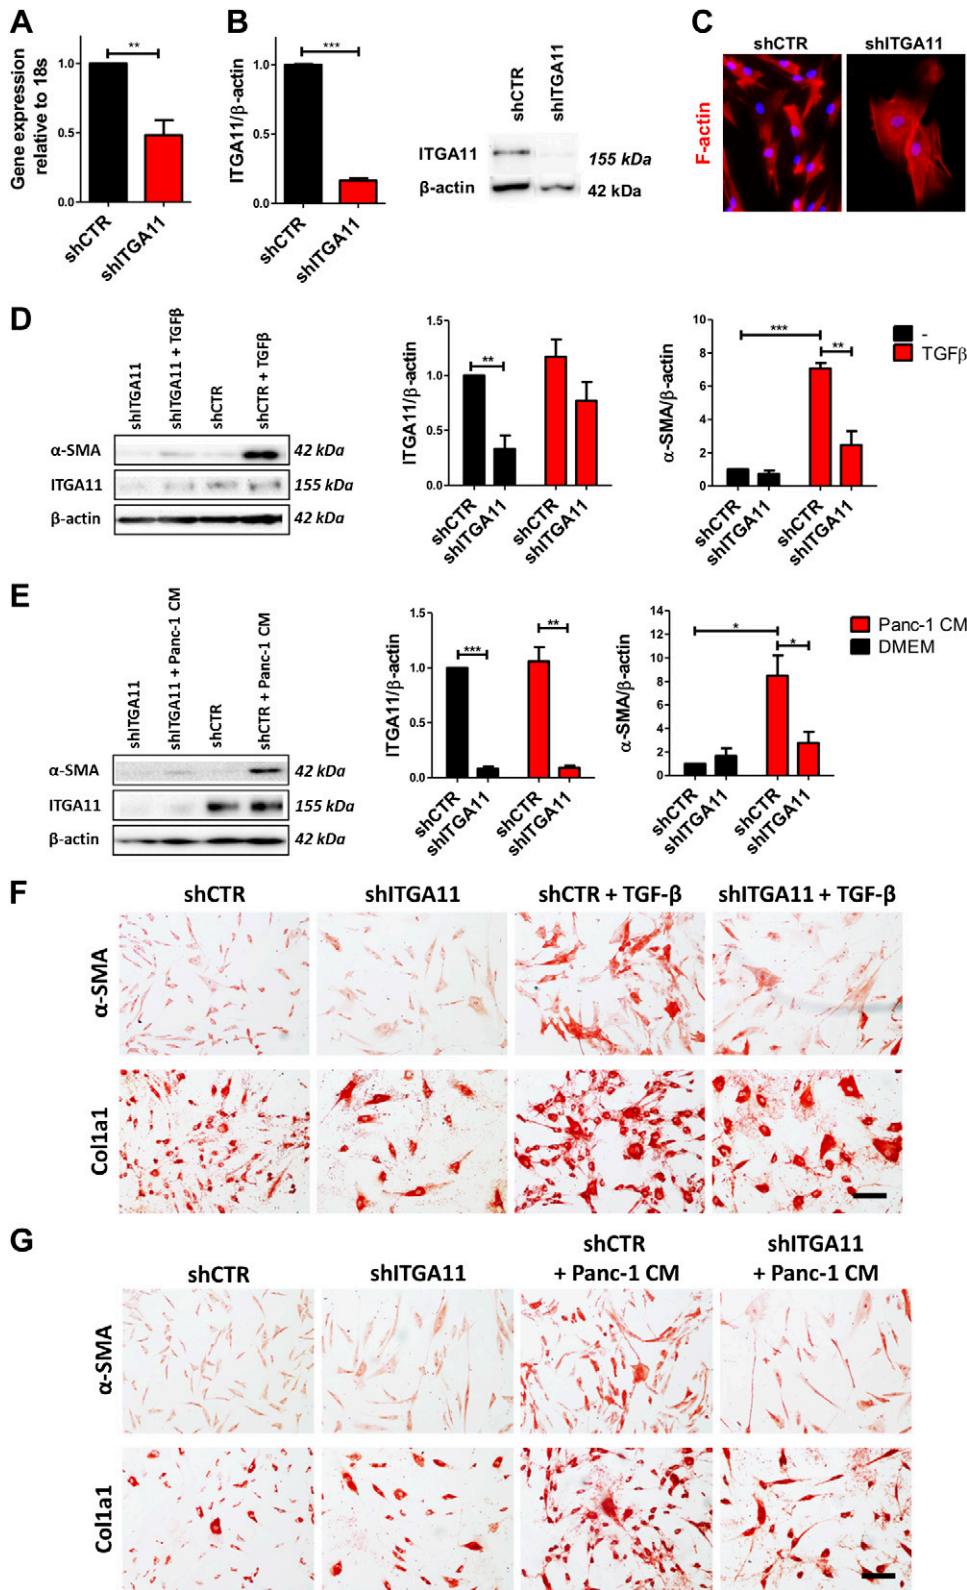 A
Gene expression
relative to 18s
1.0
0.5
0.0
**
shCTR
shITGA11
B
ITGA11/β-actin
1.0
0.5
0.0
***
shCTR
shITGA11
shCTR
shITGA11
ITGA11
155 kDa
β-actin
42 kDa
C
shCTR
shITGA11
F-actin
D
shITGA11
shITGA11 + TGFβ
shCTR
shCTR + TGFβ
α-SMA
42 kDa
ITGA11
155 kDa
β-actin
42 kDa
ITGA11/β-actin
1.5
1.0
0.5
0.0
**
shCTR
shITGA11
shCTR
shITGA11
α-SMA/β-actin
10
8
6
4
2
0
***
**
shCTR
shITGA11
shCTR
shITGA11
-
TGFβ
E
shITGA11
shITGA11 + Panc-1 CM
shCTR
shCTR + Panc-1 CM
α-SMA
42 kDa
ITGA11
155 kDa
β-actin
42 kDa
ITGA11/β-actin
1.5
1.0
0.5
0.0
***
**
shCTR
shITGA11
shCTR
shITGA11
α-SMA/β-actin
14
12
10
8
6
4
2
0
*
*
shCTR
shITGA11
shCTR
shITGA11
Panc-1 CM
DMEM
F
shCTR
shITGA11
shCTR + TGF-β
shITGA11 + TGF-β
α-SMA
Col1a1
G
shCTR
shITGA11
shCTR
+ Panc-1 CM
shITGA11
+ Panc-1 CM
α-SMA
Col1a1